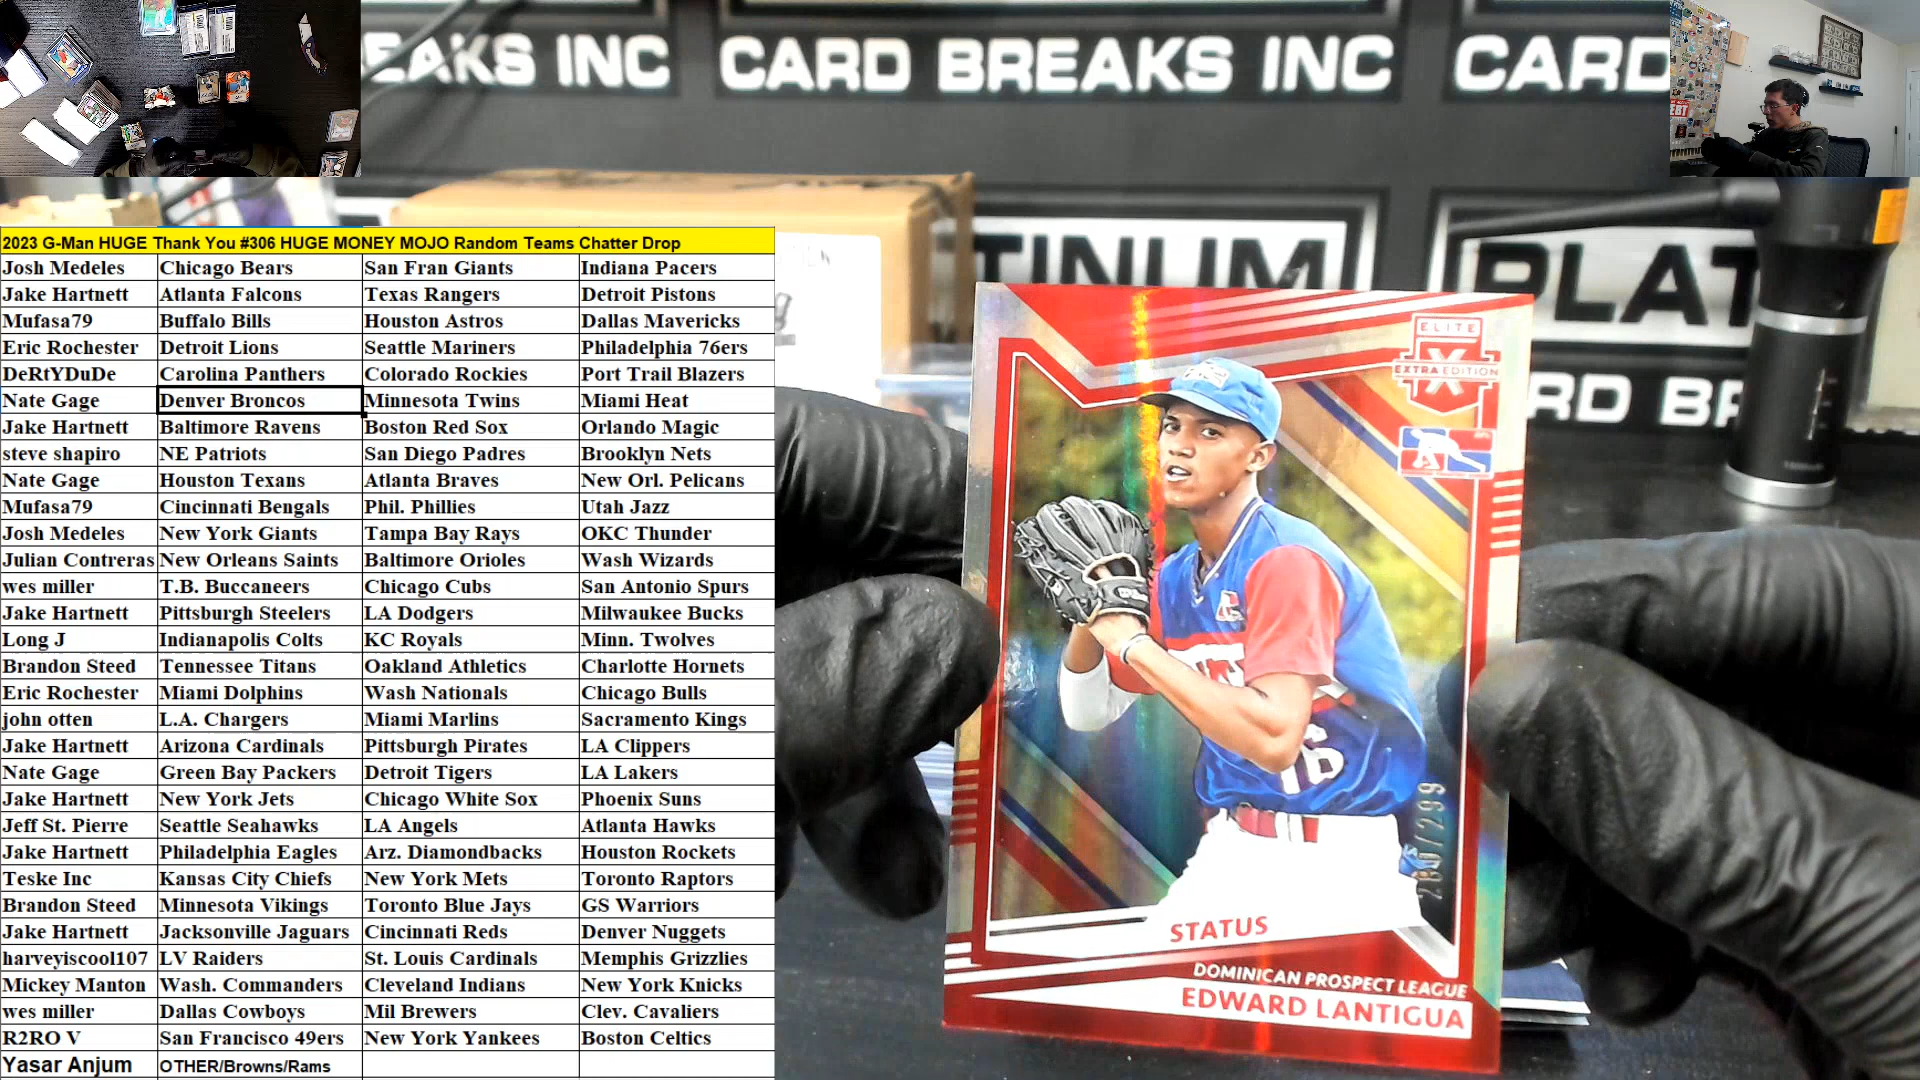 EAKS INC CARD BREAKS INC CARD
TINUM PLAT
RD BR
2023 G-Man HUGE Thank You #306 HUGE MONEY MOJO Random Teams Chatter Drop
Josh Medeles Chicago Bears San Fran Giants Indiana Pacers
Jake Hartnett Atlanta Falcons Texas Rangers Detroit Pistons
Mufasa79 Buffalo Bills Houston Astros Dallas Mavericks
Eric Rochester Detroit Lions Seattle Mariners Philadelphia 76ers
DeRtYDuDe Carolina Panthers Colorado Rockies Port Trail Blazers
Nate Gage Denver Broncos Minnesota Twins Miami Heat
Jake Hartnett Baltimore Ravens Boston Red Sox Orlando Magic
steve shapiro NE Patriots San Diego Padres Brooklyn Nets
Nate Gage Houston Texans Atlanta Braves New Orl. Pelicans
Mufasa79 Cincinnati Bengals Phil. Phillies Utah Jazz
Josh Medeles New York Giants Tampa Bay Rays OKC Thunder
Julian Contreras New Orleans Saints Baltimore Orioles Wash Wizards
wes miller T.B. Buccaneers Chicago Cubs San Antonio Spurs
Jake Hartnett Pittsburgh Steelers LA Dodgers Milwaukee Bucks
Long J Indianapolis Colts KC Royals Minn. Twolves
Brandon Steed Tennessee Titans Oakland Athletics Charlotte Hornets
Eric Rochester Miami Dolphins Wash Nationals Chicago Bulls
john otten L.A. Chargers Miami Marlins Sacramento Kings
Jake Hartnett Arizona Cardinals Pittsburgh Pirates LA Clippers
Nate Gage Green Bay Packers Detroit Tigers LA Lakers
Jake Hartnett New York Jets Chicago White Sox Phoenix Suns
Jeff St. Pierre Seattle Seahawks LA Angels Atlanta Hawks
Jake Hartnett Philadelphia Eagles Arz. Diamondbacks Houston Rockets
Teske Inc Kansas City Chiefs New York Mets Toronto Raptors
Brandon Steed Minnesota Vikings Toronto Blue Jays GS Warriors
Jake Hartnett Jacksonville Jaguars Cincinnati Reds Denver Nuggets
harveyiscool107 LV Raiders St. Louis Cardinals Memphis Grizzlies
Mickey Manton Wash. Commanders Cleveland Indians New York Knicks
wes miller Dallas Cowboys Mil Brewers Clev. Cavaliers
R2RO V San Francisco 49ers New York Yankees Boston Celtics
Yasar Anjum OTHER/Browns/Rams
ELITE
X
EXTRA EDITION
16
280/299
STATUS
DOMINICAN PROSPECT LEAGUE
EDWARD LANTIGUA